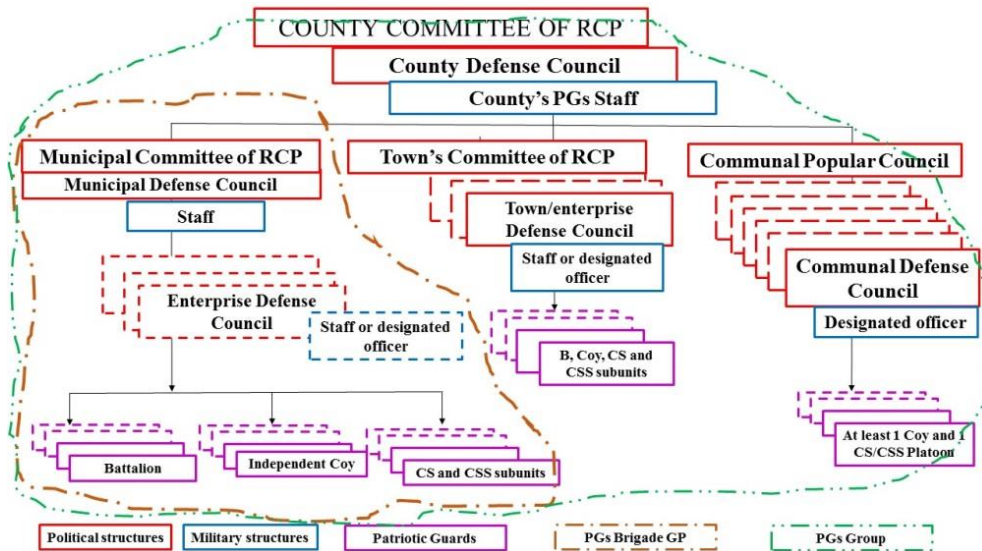 COUNTY COMMITTEE OF RCP
County Defense Council
County's PGs Staff
Municipal Committee of RCP
Municipal Defense Council
Staff
Enterprise Defense
Council
Staff or designated
officer
Battalion
Independent Coy
CS and CSS subunits
Town's Committee of RCP
Town/enterprise
Defense Council
Staff or designated
officer
B, Coy, CS and
CSS subunits
Communal Popular Council
Communal Defense
Council
Designated officer
At least 1 Coy and 1
CS/CSS Platoon
Political structures
Military structures
Patriotic Guards
PGs Brigade GP
PGs Group